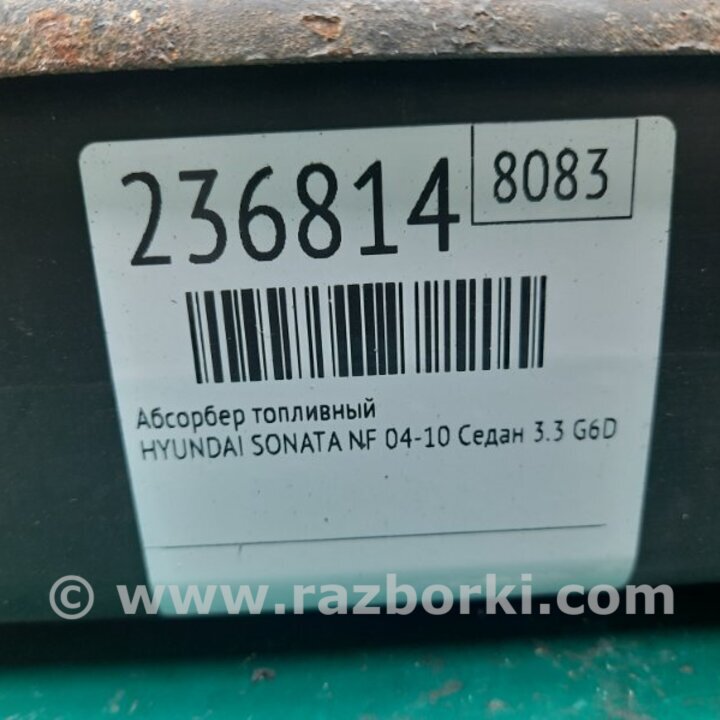 236814
8083
Абсорбер топливный
HYUNDAI SONATA NF 04-10 Седан 3.3 G6D
© www.razborki.com